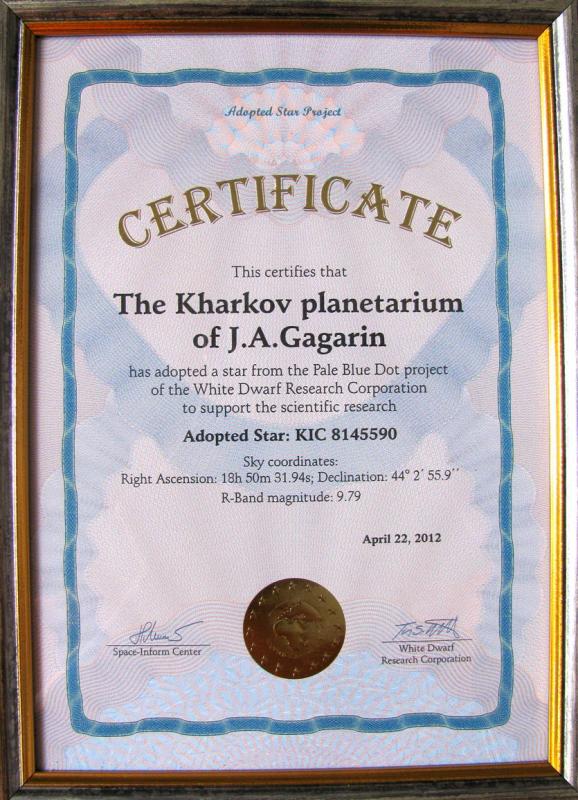 Adopted Star Project
CERTIFICATE
This certifies that
The Kharkov planetarium
of J.A.Gagarin
has adopted a star from the Pale Blue Dot project
of the White Dwarf Research Corporation
to support the scientific research
Adopted Star: KIC 8145590
Sky coordinates:
Right Ascension: 18h 50m 31.94s; Declination: 44° 2´ 55.9´´
R-Band magnitude: 9.79
April 22, 2012
Space-Inform Center
White Dwarf
Research Corporation